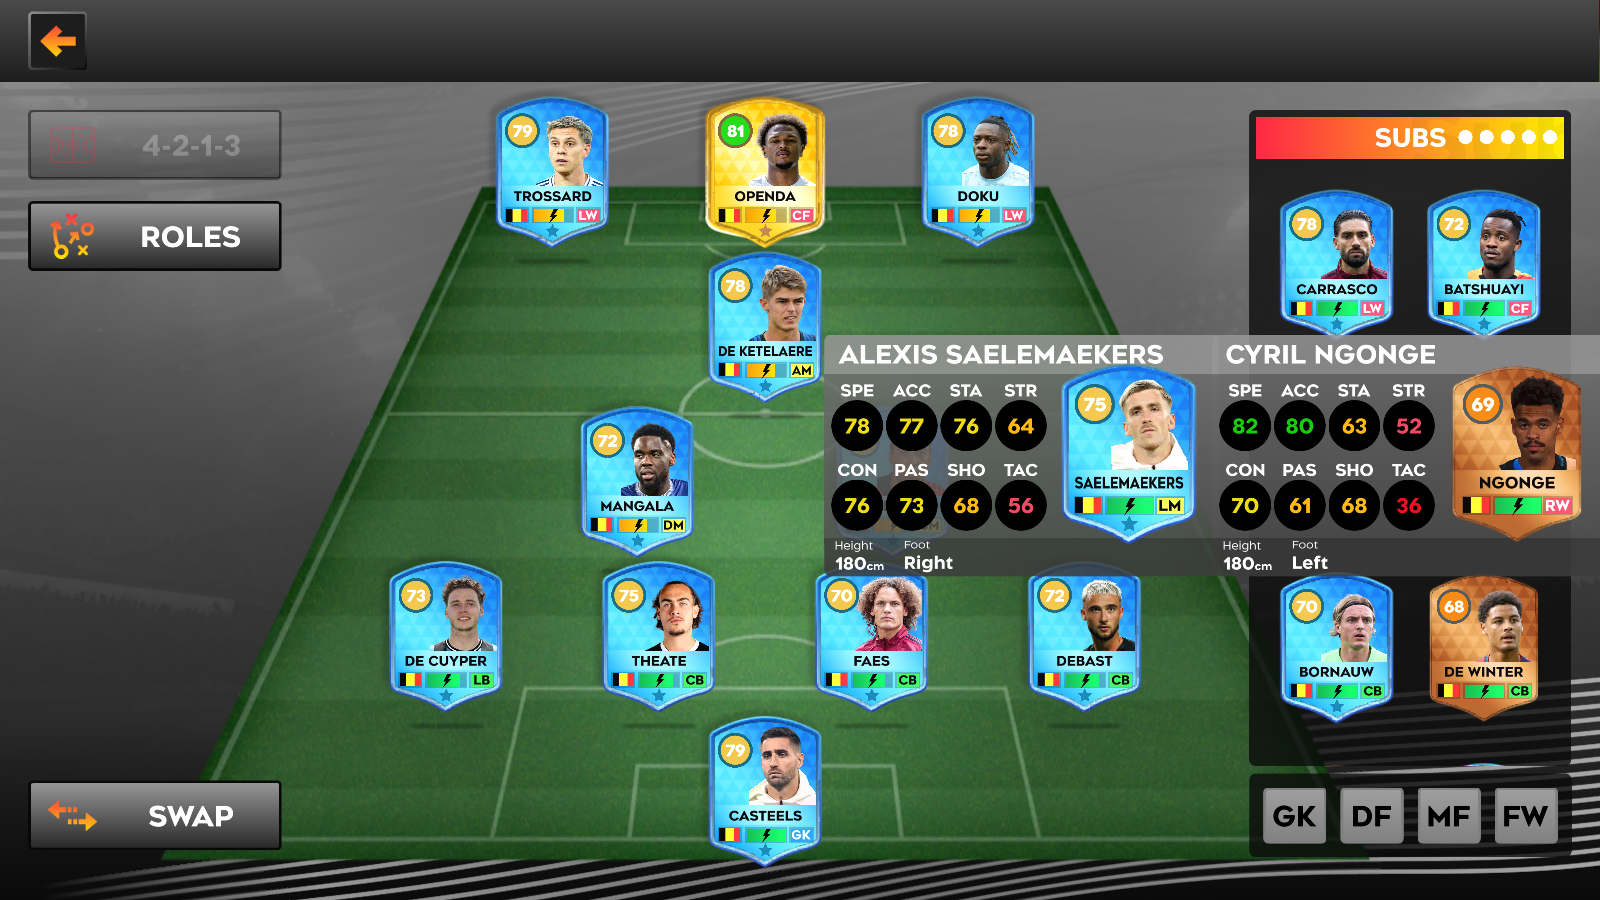 4-2-1-3
ROLES
SWAP
79
TROSSARD
LW
81
OPENDA
CF
78
DOKU
LW
78
DE KETELAERE
AM
72
MANGALA
DM
73
DE CUYPER
LB
75
THEATE
CB
70
FAES
CB
72
DEBAST
CB
79
CASTEELS
GK
SUBS
78
CARRASCO
LW
72
BATSHUAYI
CF
ALEXIS SAELEMAEKERS
SPE ACC STA STR
78 77 76 64
CON PAS SHO TAC
76 73 68 56
Height Foot
180cm Right
75
SAELEMAEKERS
LM
CYRIL NGONGE
SPE ACC STA STR
82 80 63 52
CON PAS SHO TAC
70 61 68 36
Height Foot
180cm Left
69
NGONGE
RW
70
BORNAUW
CB
68
DE WINTER
CB
GK DF MF FW